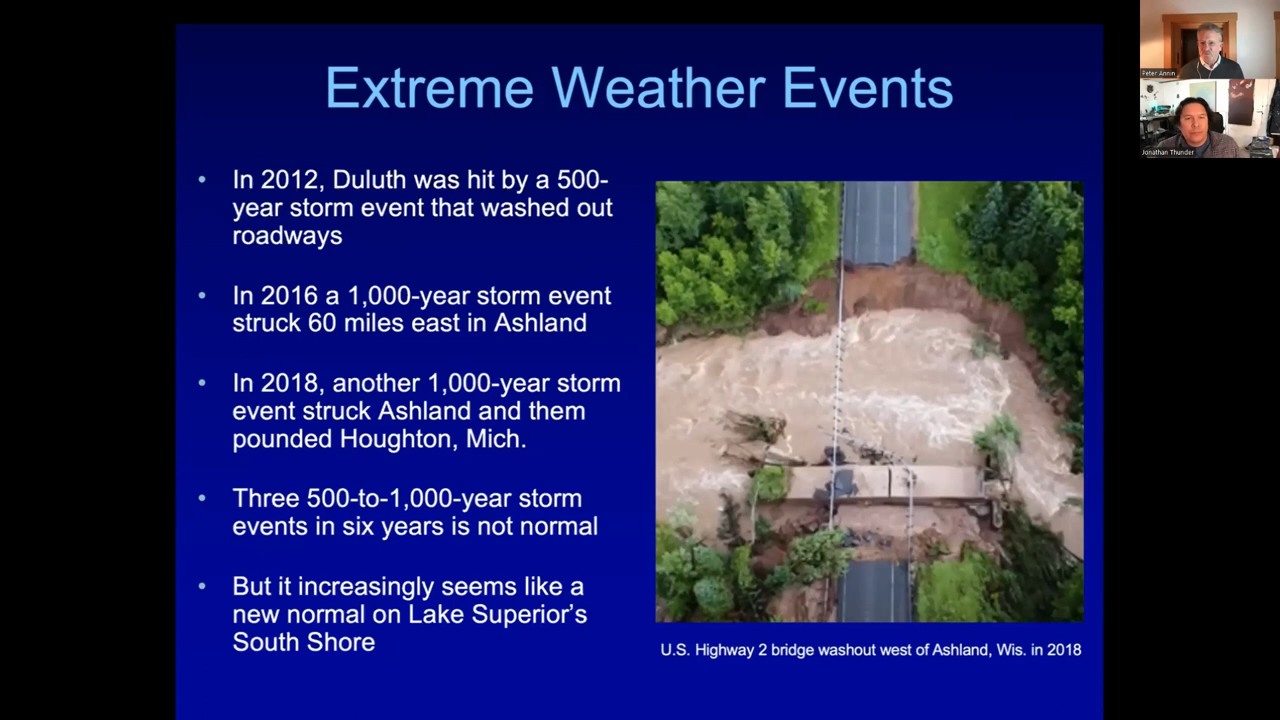 Extreme Weather Events
• In 2012, Duluth was hit by a 500-
year storm event that washed out
roadways
• In 2016 a 1,000-year storm event
struck 60 miles east in Ashland
• In 2018, another 1,000-year storm
event struck Ashland and them
pounded Houghton, Mich.
• Three 500-to-1,000-year storm
events in six years is not normal
• But it increasingly seems like a
new normal on Lake Superior's
South Shore
U.S. Highway 2 bridge washout west of Ashland, Wis. in 2018
Peter Annin
Jonathan Thunder